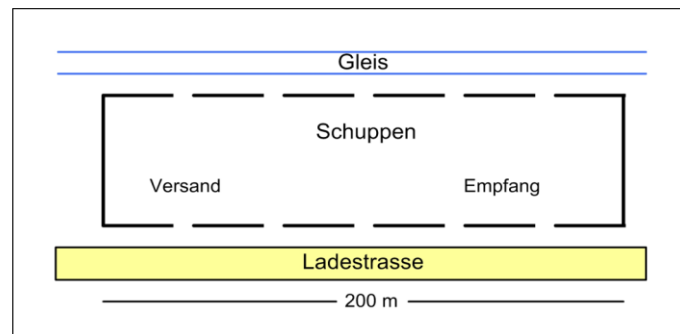 Gleis
Schuppen
Versand Empfang
Ladestrasse
200 m